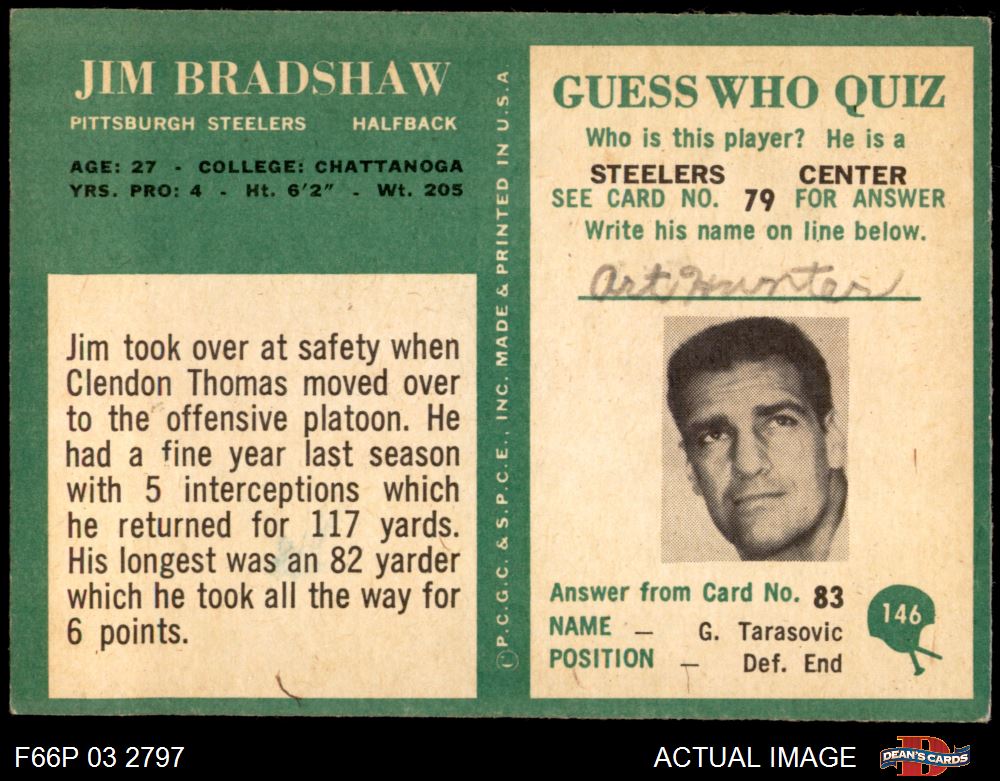 JIM BRADSHAW
PITTSBURGH STEELERS HALFBACK
AGE: 27 - COLLEGE: CHATTANOGA
YRS. PRO: 4 - Ht. 6'2" - Wt. 205
Jim took over at safety when
Clendon Thomas moved over
to the offensive platoon. He
had a fine year last season
with 5 interceptions which
he returned for 117 yards.
His longest was an 82 yarder
which he took all the way for
6 points.
©P.C.G.C. & S.P.C.E., INC. MADE & PRINTED IN U.S.A.
GUESS WHO QUIZ
Who is this player? He is a
STEELERS CENTER
SEE CARD NO. 79 FOR ANSWER
Write his name on line below.
Art Hunter
Answer from Card No. 83
NAME — G. Tarasovic
POSITION — Def. End
146
F66P 03 2797
ACTUAL IMAGE
D
DEAN'S CARDS